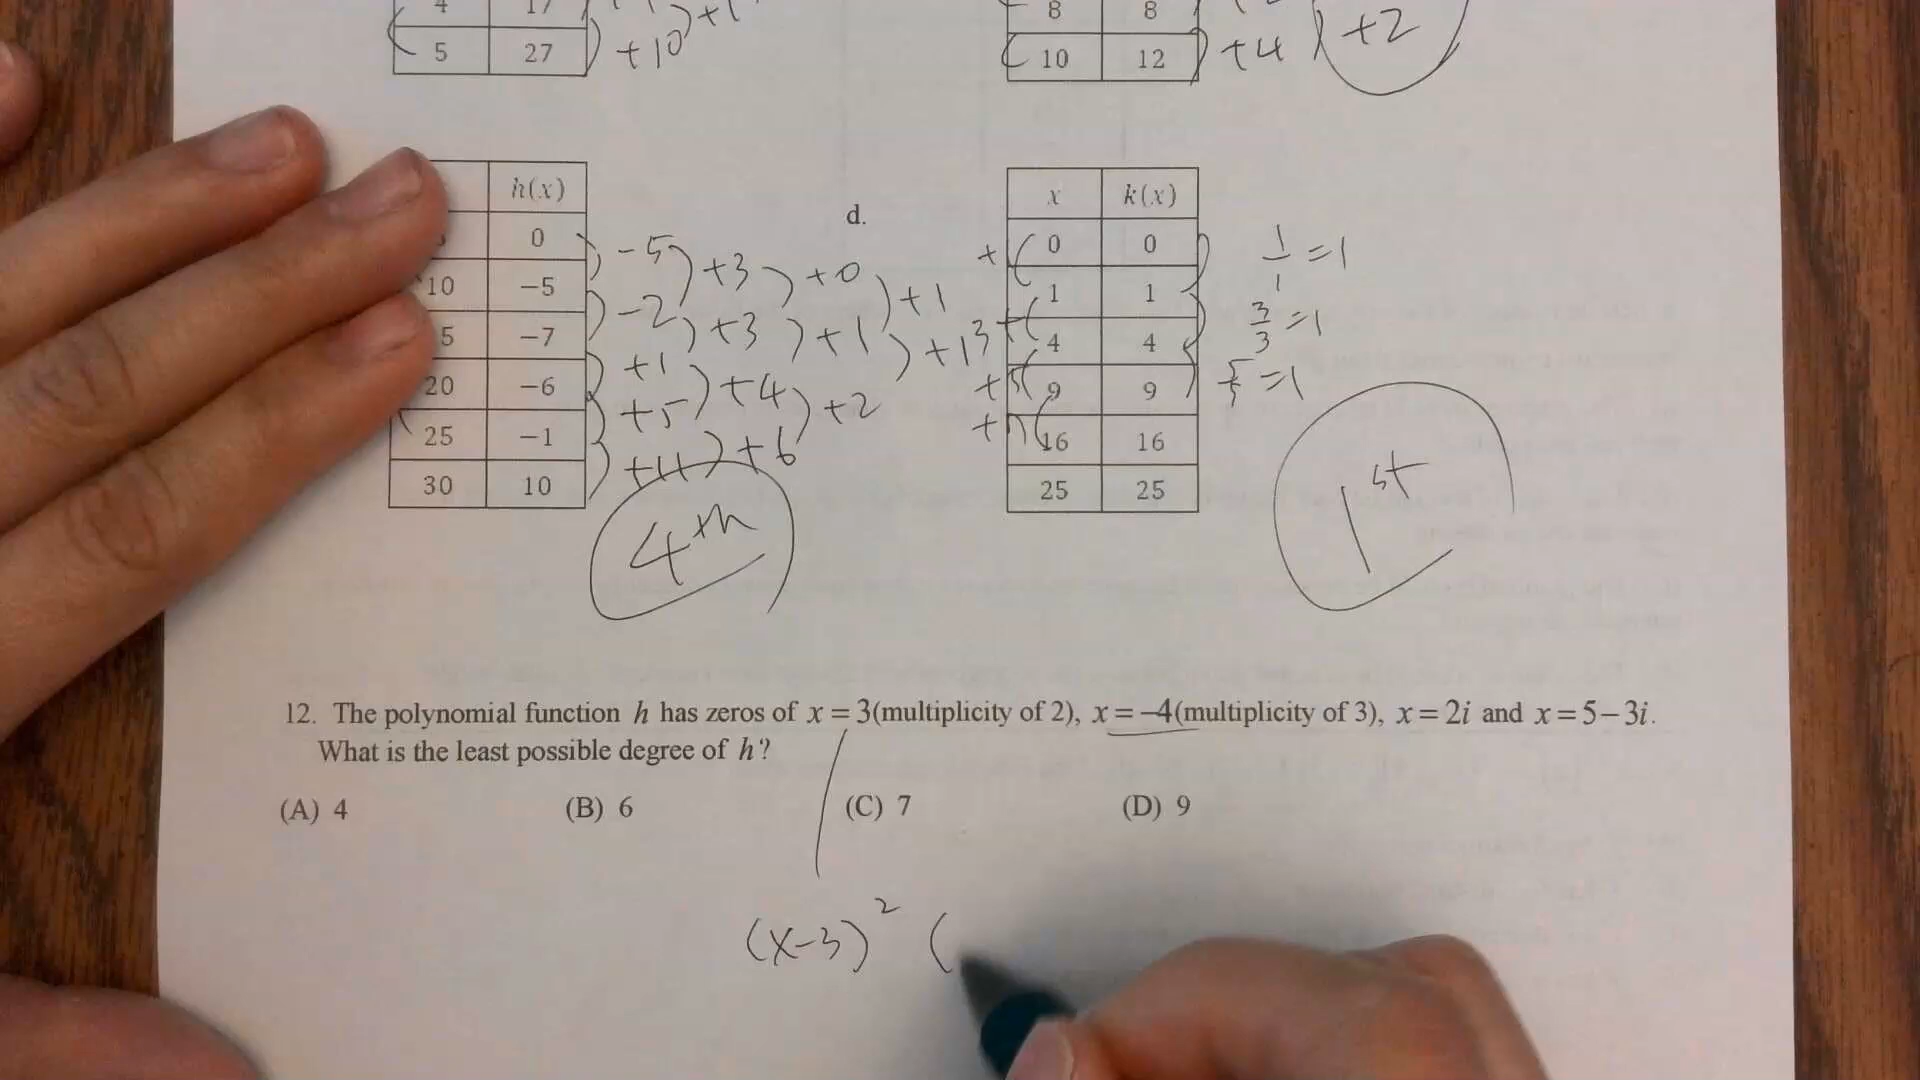 4 17
5 27 +10 +1
8 8
10 12 +4 +2
h(x)
0
10 −5
5 −7
20 −6
25 −1
30 10
-5 +3 +0 +1
-2 +3 +1 +1
+1 +4 +2
+5 +6
+11
4th
d.
x k(x)
0 0
1 1
4 4
9 9
16 16
25 25
+
3
+
+
1/1 =1
3/3 =1
5/5 =1
1st
12. The polynomial function h has zeros of x = 3(multiplicity of 2), x = −4(multiplicity of 3), x = 2i and x = 5 − 3i.
What is the least possible degree of h?
(A) 4 (B) 6 (C) 7 (D) 9
(x-3)² (